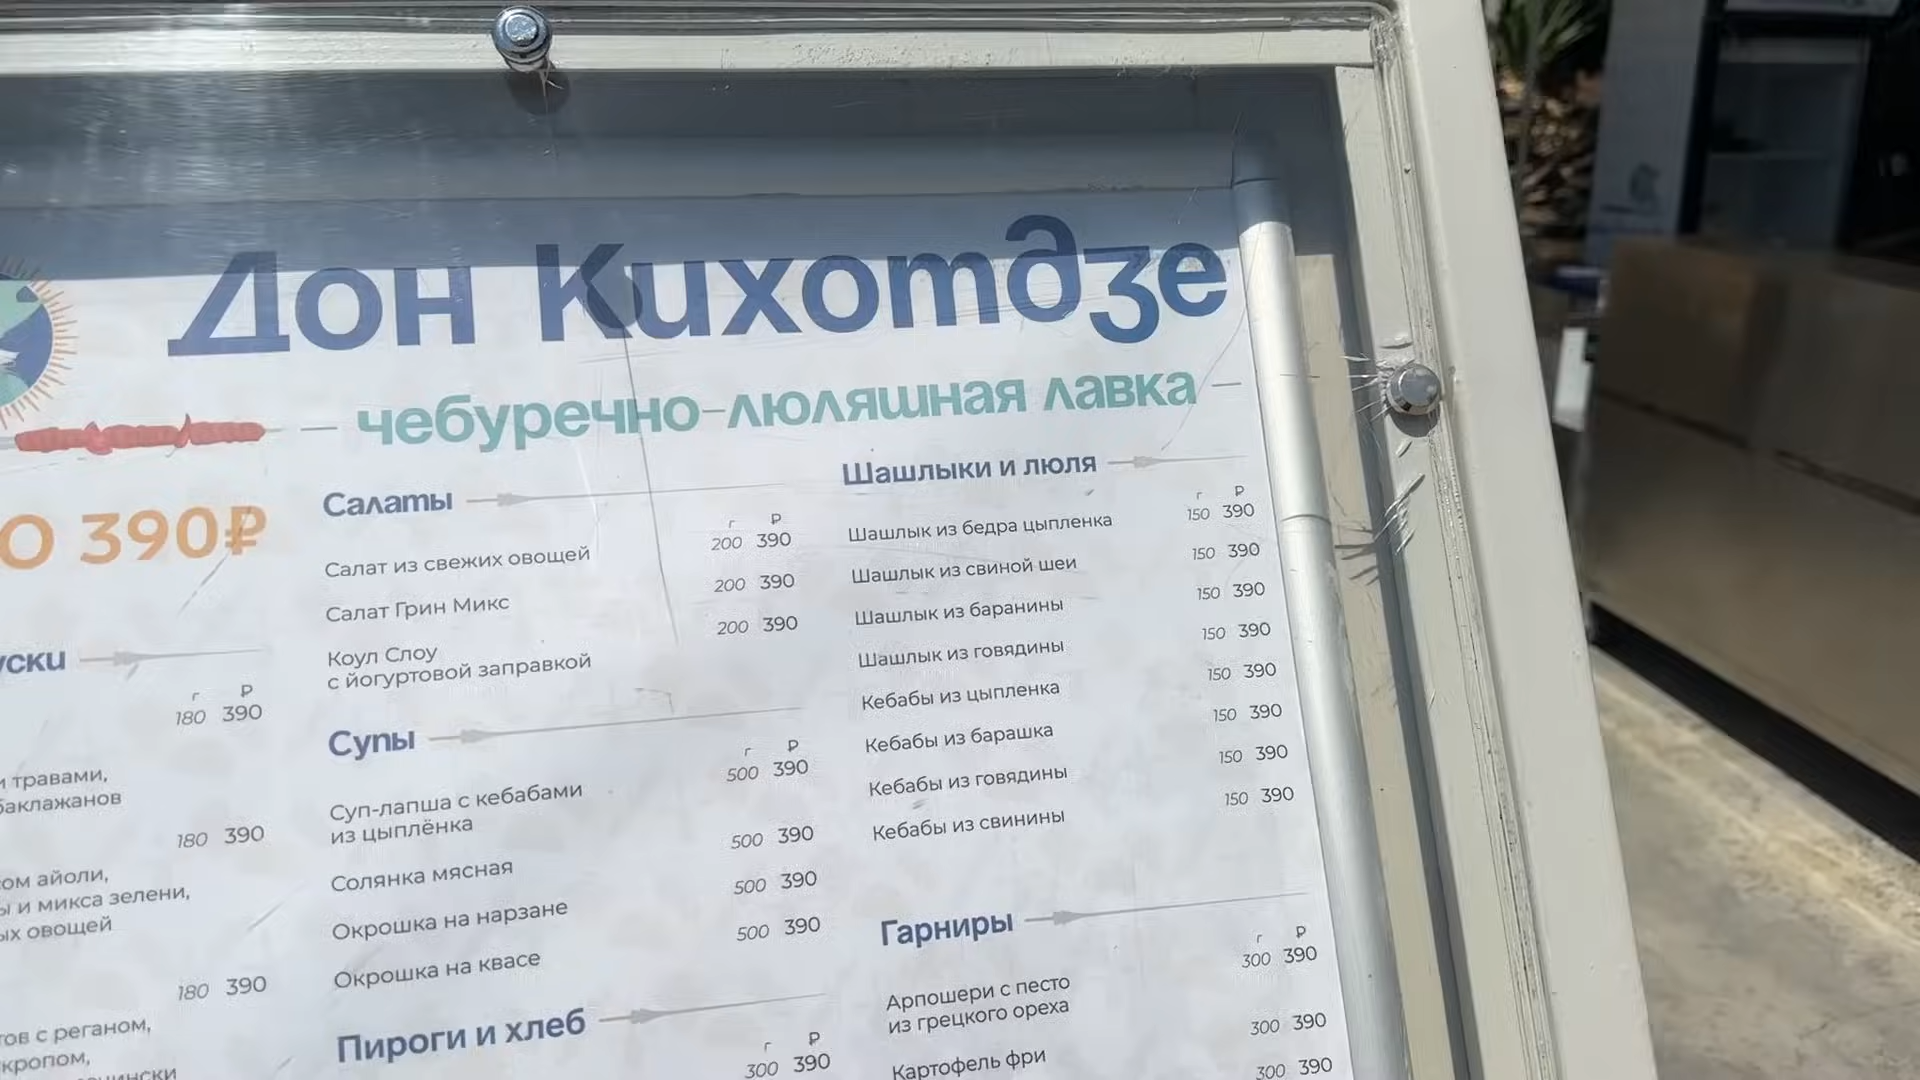 Дон Кихотдзе
чебуречно-люляшная лавка
390₽
г ₽
180 390
и травами,
баклажанов
180 390
айоли,
и микса зелени,
овощей
180 390
с реганом,
кропом,
Салаты
г ₽
Салат из свежих овощей 200 390
Салат Грин Микс 200 390
Коул Слоу 200 390
с йогуртовой заправкой
Супы
г ₽
Суп-лапша с кебабами 500 390
из цыплёнка
Солянка мясная 500 390
Окрошка на нарзане 500 390
Окрошка на квасе 500 390
Пироги и хлеб
г ₽
300 390
Шашлыки и люля
г ₽
Шашлык из бедра цыпленка 150 390
Шашлык из свиной шеи 150 390
Шашлык из баранины 150 390
Шашлык из говядины 150 390
Кебабы из цыпленка 150 390
Кебабы из барашка 150 390
Кебабы из говядины 150 390
Кебабы из свинины 150 390
Гарниры
г ₽
Арпошери с песто 300 390
из грецкого ореха
Картофель фри 300 390
300 390